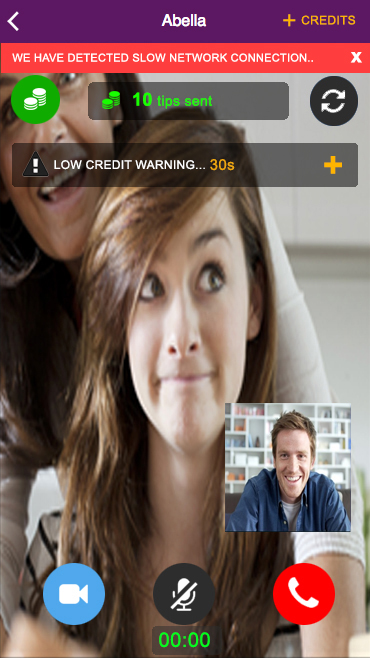 Abella
+ CREDITS
WE HAVE DETECTED SLOW NETWORK CONNECTION.. X
10 tips sent
LOW CREDIT WARNING... 30s +
00:00